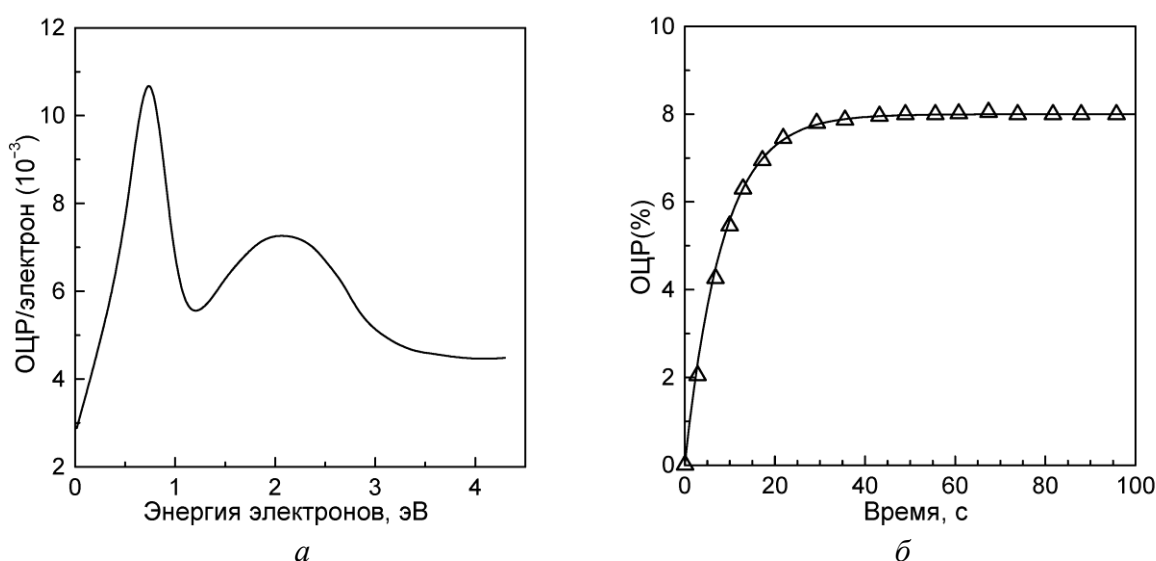 12
10
8
6
4
2
ОЦР/электрон (10⁻³)
0 1 2 3 4
Энергия электронов, эВ
а
10
8
6
4
2
0
ОЦР(%)
0 20 40 60 80 100
Время, с
б